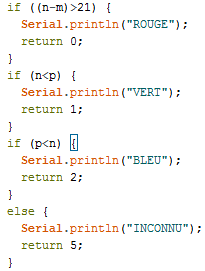 if ((n-m)>21) {
  Serial.println("ROUGE");
  return 0;
}
if (n<p) {
  Serial.println("VERT");
  return 1;
}
if (p<n) {
  Serial.println("BLEU");
  return 2;
}
else {
  Serial.println("INCONNU");
  return 5;
}